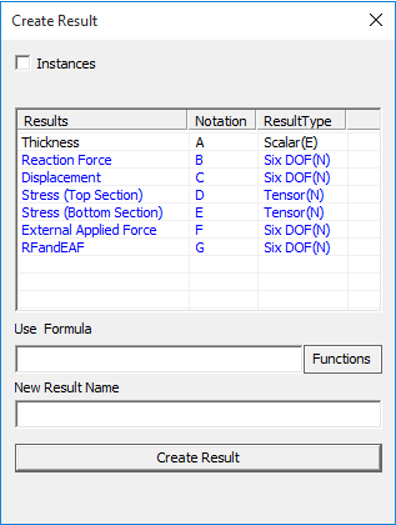 Create Result
Instances
Results Notation ResultType
Thickness A Scalar(E)
Reaction Force B Six DOF(N)
Displacement C Six DOF(N)
Stress (Top Section) D Tensor(N)
Stress (Bottom Section) E Tensor(N)
External Applied Force F Six DOF(N)
RFandEAF G Six DOF(N)
Use Formula
Functions
New Result Name
Create Result